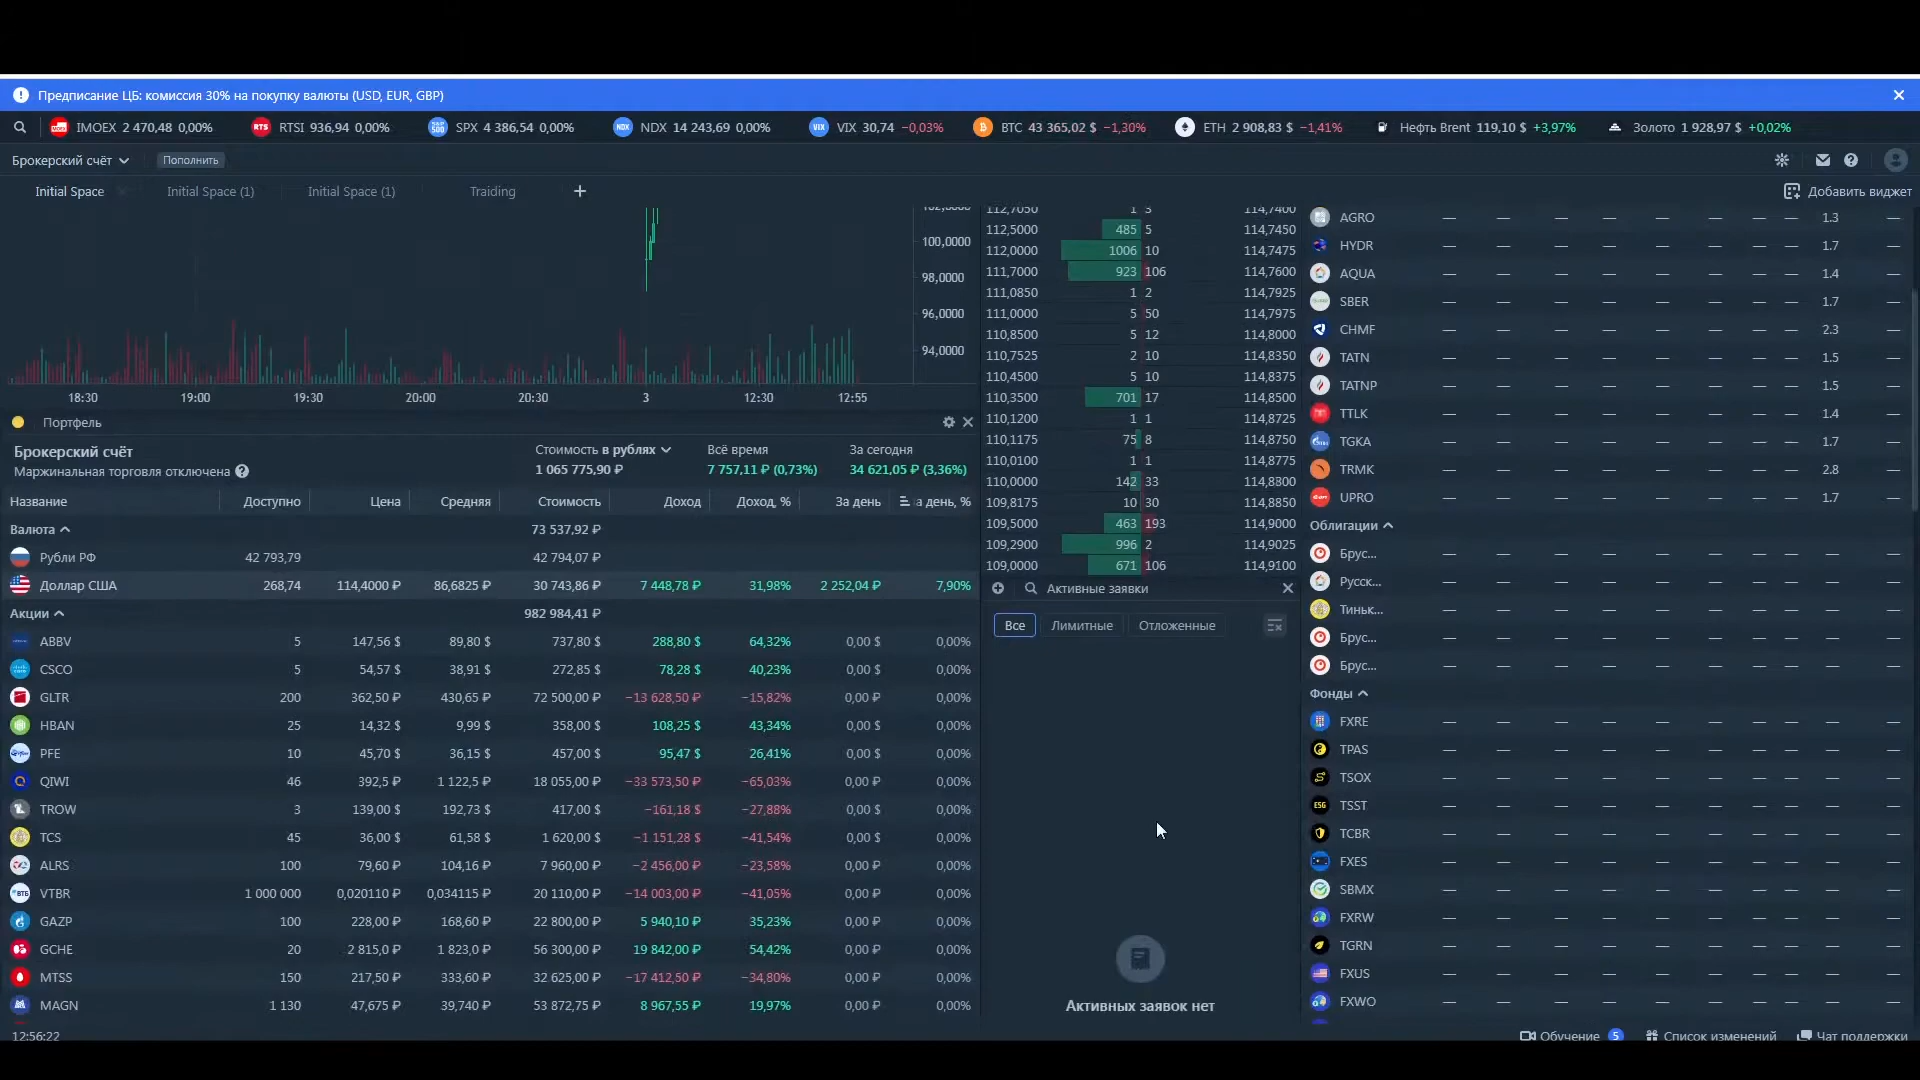 Предписание ЦБ: комиссия 30% на покупку валюты (USD, EUR, GBP)
IMOEX 2 470,48 0,00% RTS RTSI 936,94 0,00% S&P 500 SPX 4 386,54 0,00% NDX NDX 14 243,69 0,00% VIX VIX 30,74 −0,03% BTC 43 365,02 $ −1,30% ETH 2 908,83 $ −1,41% Нефть Brent 119,10 $ +3,97% Золото 1 928,97 $ +0,02%
Брокерский счёт Пополнить
Initial Space Initial Space (1) Initial Space (1) Traiding + Добавить виджет
102,0000
100,0000
98,0000
96,0000
94,0000
18:30 19:00 19:30 20:00 20:30 3 12:30 12:55
Портфель
Брокерский счёт
Маржинальная торговля отключена ?
Стоимость в рублях Всё время За сегодня
1 065 775,90 ₽ 7 757,11 ₽ (0,73%) 34 621,05 ₽ (3,36%)
Название Доступно Цена Средняя Стоимость Доход Доход, % За день а день, %
Валюта 73 537,92 ₽
Рубли РФ 42 793,79 42 794,07 ₽
Доллар США 268,74 114,4000 ₽ 86,6825 ₽ 30 743,86 ₽ 7 448,78 ₽ 31,98% 2 252,04 ₽ 7,90%
Акции 982 984,41 ₽
ABBV 5 147,56 $ 89,80 $ 737,80 $ 288,80 $ 64,32% 0,00 $ 0,00%
CSCO 5 54,57 $ 38,91 $ 272,85 $ 78,28 $ 40,23% 0,00 $ 0,00%
GLTR 200 362,50 ₽ 430,65 ₽ 72 500,00 ₽ −13 628,50 ₽ −15,82% 0,00 ₽ 0,00%
HBAN 25 14,32 $ 9,99 $ 358,00 $ 108,25 $ 43,34% 0,00 $ 0,00%
PFE 10 45,70 $ 36,15 $ 457,00 $ 95,47 $ 26,41% 0,00 $ 0,00%
QIWI 46 392,5 ₽ 1 122,5 ₽ 18 055,00 ₽ −33 573,50 ₽ −65,03% 0,00 ₽ 0,00%
TROW 3 139,00 $ 192,73 $ 417,00 $ −161,18 $ −27,88% 0,00 $ 0,00%
TCS 45 36,00 $ 61,58 $ 1 620,00 $ −1 151,28 $ −41,54% 0,00 $ 0,00%
ALRS 100 79,60 ₽ 104,16 ₽ 7 960,00 ₽ −2 456,00 ₽ −23,58% 0,00 ₽ 0,00%
ВТБ VTBR 1 000 000 0,020110 ₽ 0,034115 ₽ 20 110,00 ₽ −14 003,00 ₽ −41,05% 0,00 ₽ 0,00%
GAZP 100 228,00 ₽ 168,60 ₽ 22 800,00 ₽ 5 940,10 ₽ 35,23% 0,00 ₽ 0,00%
GCHE 20 2 815,0 ₽ 1 823,0 ₽ 56 300,00 ₽ 19 842,00 ₽ 54,42% 0,00 ₽ 0,00%
MTSS 150 217,50 ₽ 333,60 ₽ 32 625,00 ₽ −17 412,50 ₽ −34,80% 0,00 ₽ 0,00%
MAGN 1 130 47,675 ₽ 39,740 ₽ 53 872,75 ₽ 8 967,55 ₽ 19,97% 0,00 ₽ 0,00%
12:56:22
112,7050 1 3 114,7400
112,5000 485 5 114,7450
112,0000 1006 10 114,7475
111,7000 923 106 114,7600
111,0850 1 2 114,7925
111,0000 5 50 114,7975
110,8500 5 12 114,8000
110,7525 2 10 114,8350
110,4500 5 10 114,8375
110,3500 701 17 114,8500
110,1200 1 1 114,8725
110,1175 75 8 114,8750
110,0100 1 1 114,8775
110,0000 142 33 114,8800
109,8175 10 30 114,8850
109,5000 463 193 114,9000
109,2900 996 2 114,9025
109,0000 671 106 114,9100
Активные заявки
Все Лимитные Отложенные
Активных заявок нет
AGRO — — — — — — — 1.3 —
HYDR — — — — — — — 1.7 —
AQUA — — — — — — — 1.4 —
SBER — — — — — — — 1.7 —
CHMF — — — — — — — 2.3 —
TATN — — — — — — — 1.5 —
TATNP — — — — — — — 1.5 —
TTLK — — — — — — — 1.4 —
TGKA — — — — — — — 1.7 —
TRMK — — — — — — — 2.8 —
UPRO — — — — — — — 1.7 —
Облигации
Брус... — — — — — — — — —
Русск... — — — — — — — — —
Тиньк... — — — — — — — — —
Брус... — — — — — — — — —
Брус... — — — — — — — — —
Фонды
FXRE — — — — — — — — —
TPAS — — — — — — — — —
TSOX — — — — — — — — —
ESG TSST — — — — — — — — —
TCBR — — — — — — — — —
FXES — — — — — — — — —
SBMX — — — — — — — — —
FXRW — — — — — — — — —
TGRN — — — — — — — — —
FXUS — — — — — — — — —
FXWO — — — — — — — — —
Обучение 5 Список изменений Чат поддержки